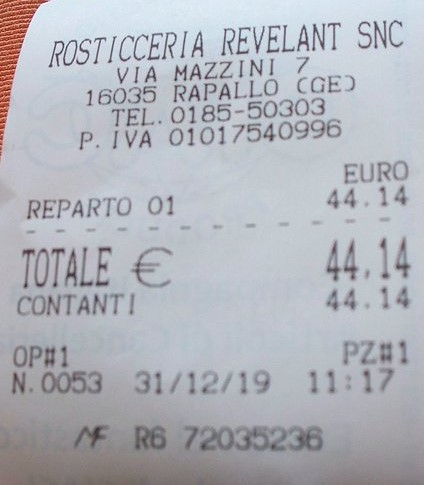 ROSTICCERIA REVELANT SNC
VIA MAZZINI 7
16035 RAPALLO (GE)
TEL. 0185-50303
P. IVA 01017540996
EURO
REPARTO 01 44.14
TOTALE € 44,14
CONTANTI 44.14
OP#1 PZ#1
N. 0053 31/12/19 11:17
MF R6 72035236